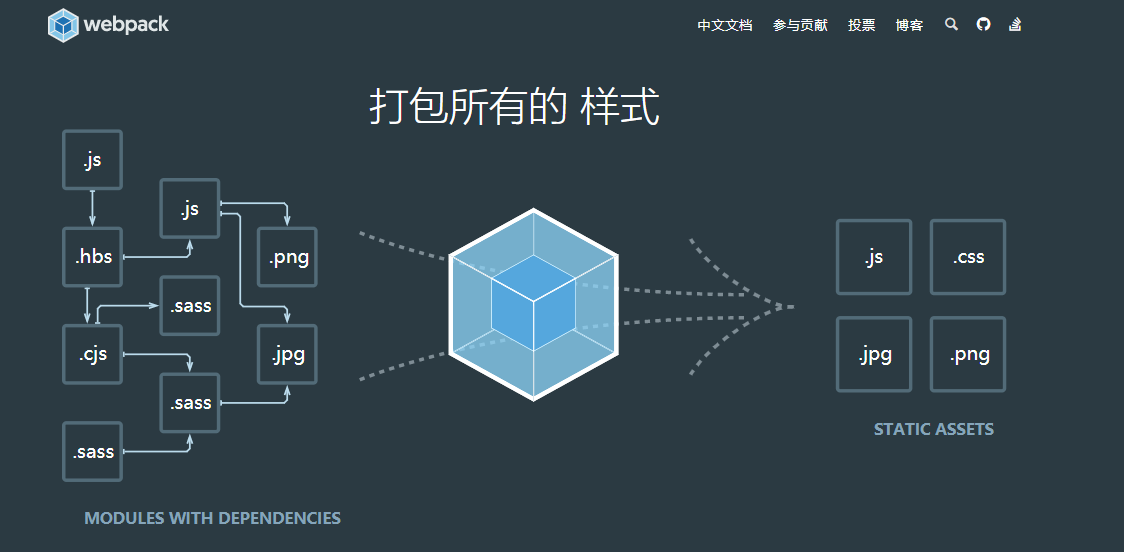 webpack 中文文档 参与贡献 投票 博客
打包所有的 样式
.js
.js
.hbs
.png
.sass
.cjs
.jpg
.sass
.sass
MODULES WITH DEPENDENCIES
.js .css
.jpg .png
STATIC ASSETS